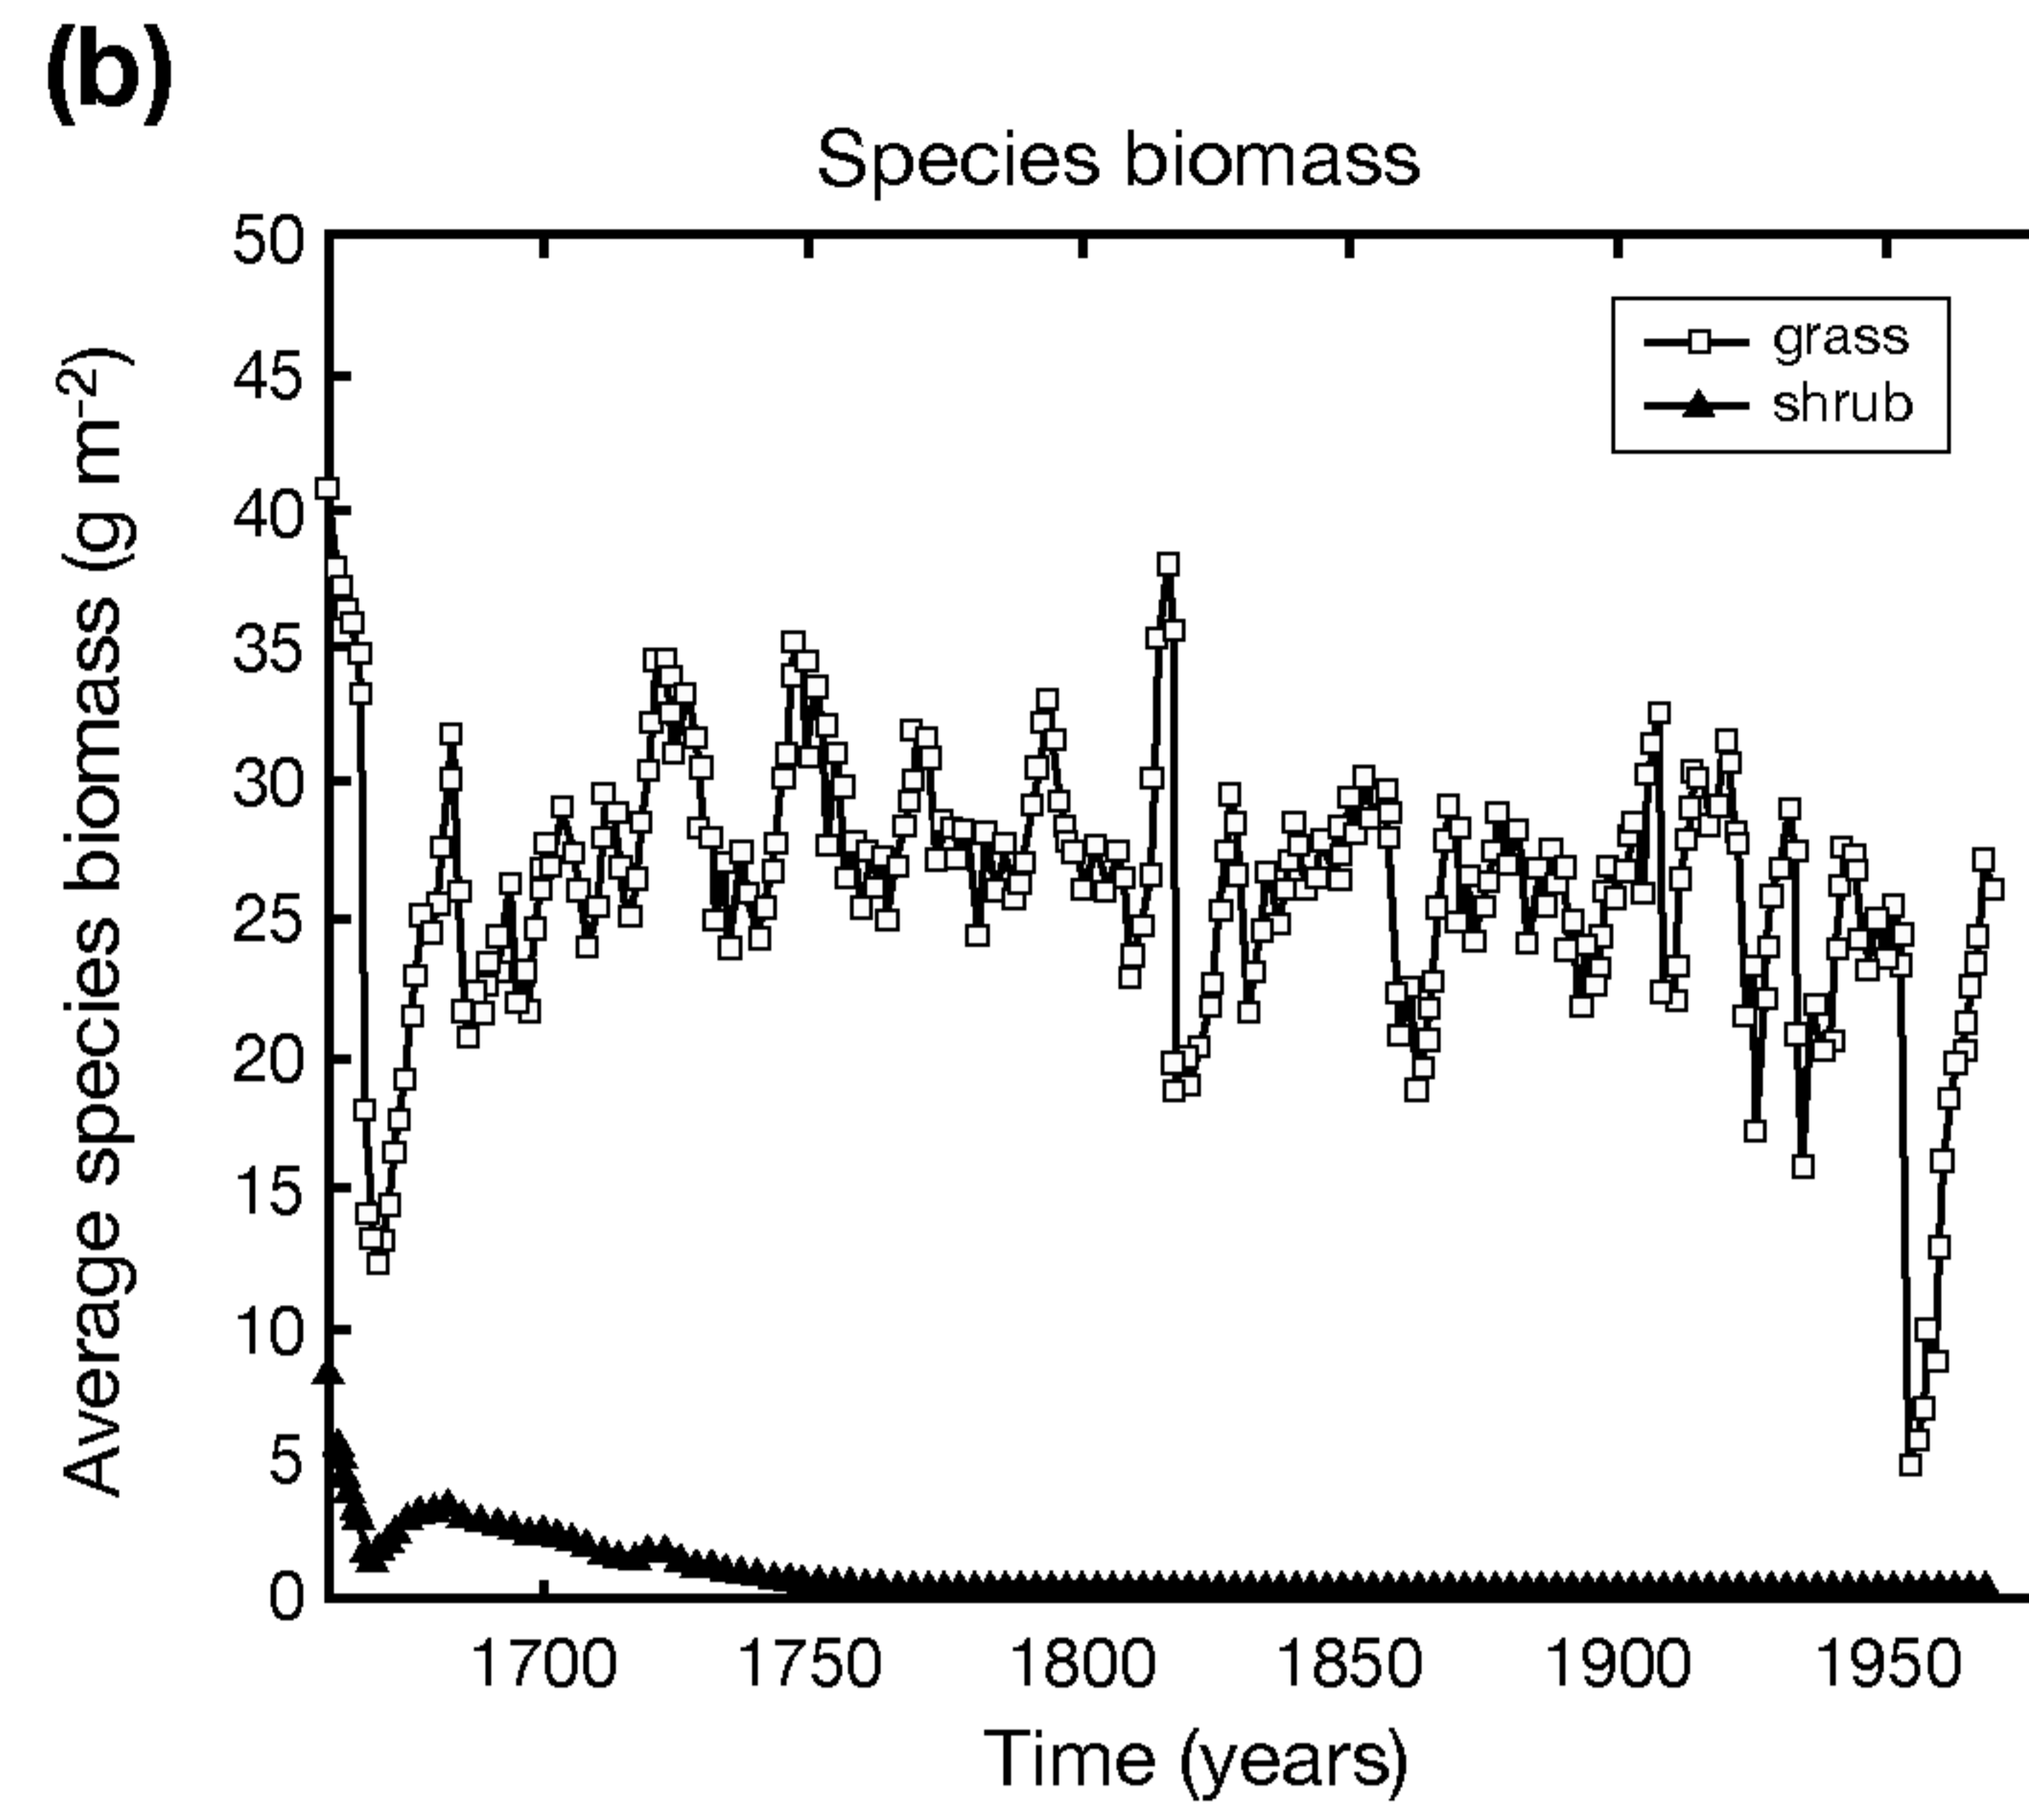 (b)
Species biomass
Average species biomass (g m⁻²)
50
45
40
35
30
25
20
15
10
5
0
grass
shrub
1700 1750 1800 1850 1900 1950
Time (years)